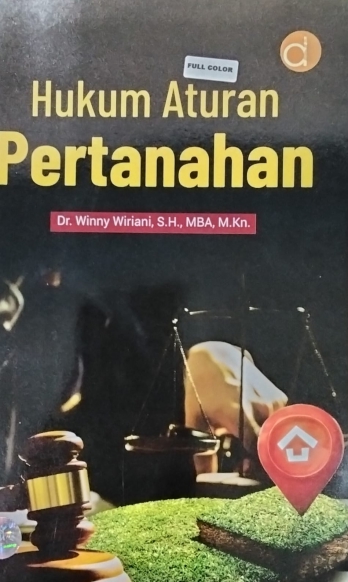 FULL COLOR
Hukum Aturan
Pertanahan
Dr. Winny Wiriani, S.H., MBA, M.Kn.